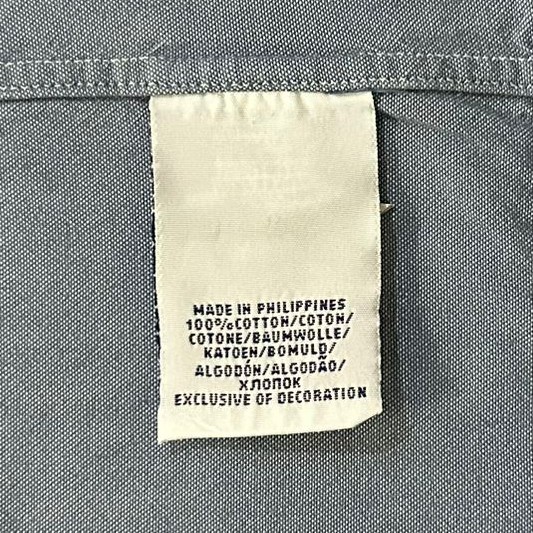 MADE IN PHILIPPINES
100%COTTON/COTON/
COTONE/BAUMWOLLE/
KATOEN/BOMULD/
ALGODÓN/ALGODÃO/
ХЛОПОК
EXCLUSIVE OF DECORATION